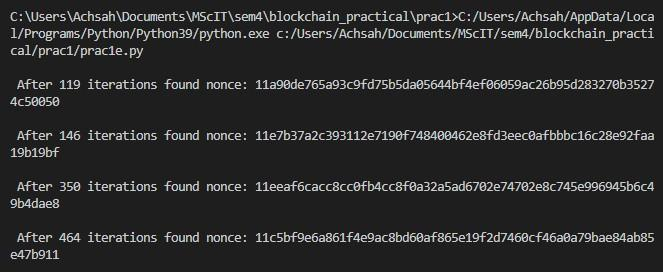 C:\Users\Achsah\Documents\MScIT\sem4\blockchain_practical\prac1>C:/Users/Achsah/AppData/Loca
l/Programs/Python/Python39/python.exe c:/Users/Achsah/Documents/MScIT/sem4/blockchain_practi
cal/prac1/prac1e.py
After 119 iterations found nonce: 11a90de765a93c9fd75b5da05644bf4ef06059ac26b95d283270b3527
4c50050
After 146 iterations found nonce: 11e7b37a2c393112e7190f748400462e8fd3eec0afbbbc16c28e92faa
19b19bf
After 350 iterations found nonce: 11eeaf6cacc8cc0fb4cc8f0a32a5ad6702e74702e8c745e996945b6c4
9b4dae8
After 464 iterations found nonce: 11c5bf9e6a861f4e9ac8bd60af865e19f2d7460cf46a0a79bae84ab85
e47b911